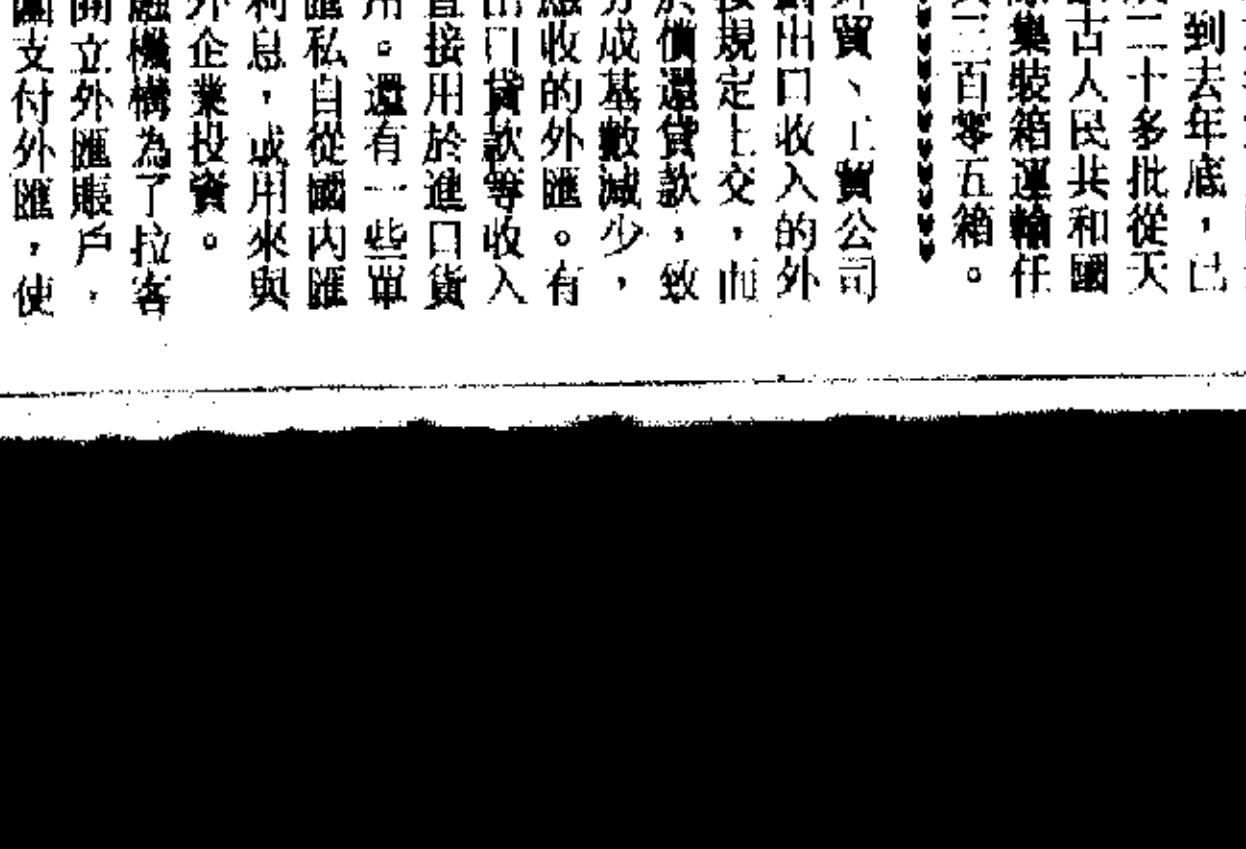 到去年底，已
二十多批從天
古人民共和國
集裝箱運輸任
三百零五箱。
外貿、工貿公司
創出口收入的外
按規定上交，而
於償還貸款，致
分成基數減少，
應收的外匯。有
出口貸款等收入
直接用於進口貨
用。還有一些單
匯私自從國內匯
利息，或用來與
外企業投資。
融機構為了拉客
開立外匯賬戶，
圍支付外匯，使